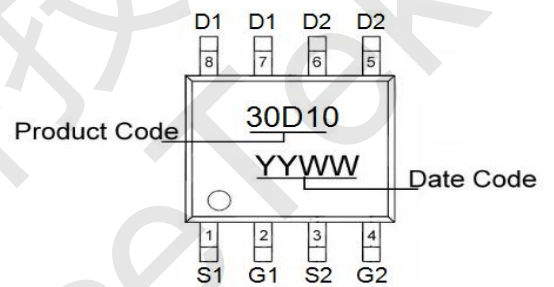 D1 D1 D2 D2
8 7 6 5
30D10
Product Code
YYWW
Date Code
1 2 3 4
S1 G1 S2 G2